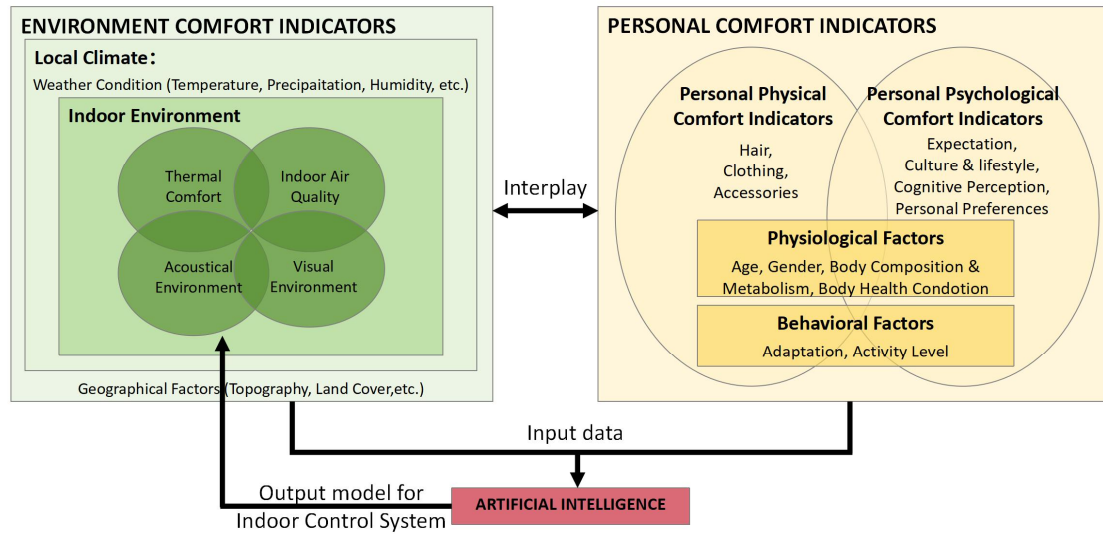 ENVIRONMENT COMFORT INDICATORS
Local Climate：
Weather Condition (Temperature, Precipaitation, Humidity, etc.)
Indoor Environment
Thermal
Comfort
Indoor Air
Quality
Acoustical
Environment
Visual
Environment
Geographical Factors (Topography, Land Cover,etc.)
Interplay
PERSONAL COMFORT INDICATORS
Personal Physical
Comfort Indicators
Hair,
Clothing,
Accessories
Personal Psychological
Comfort Indicators
Expectation,
Culture & lifestyle,
Cognitive Perception,
Personal Preferences
Physiological Factors
Age, Gender, Body Composition &
Metabolism, Body Health Condotion
Behavioral Factors
Adaptation, Activity Level
Input data
ARTIFICIAL INTELLIGENCE
Output model for
Indoor Control System